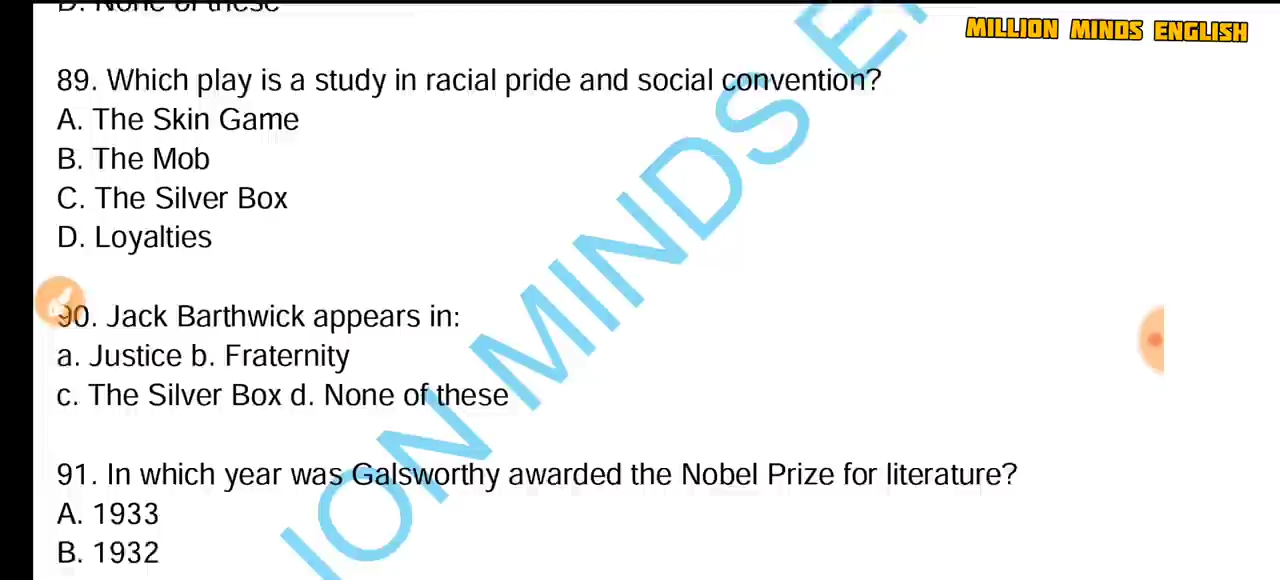 D. None of these
MILLION MINDS ENGLISH
89. Which play is a study in racial pride and social convention?
A. The Skin Game
B. The Mob
C. The Silver Box
D. Loyalties
90. Jack Barthwick appears in:
a. Justice b. Fraternity
c. The Silver Box d. None of these
91. In which year was Galsworthy awarded the Nobel Prize for literature?
A. 1933
B. 1932
ION MINDS E